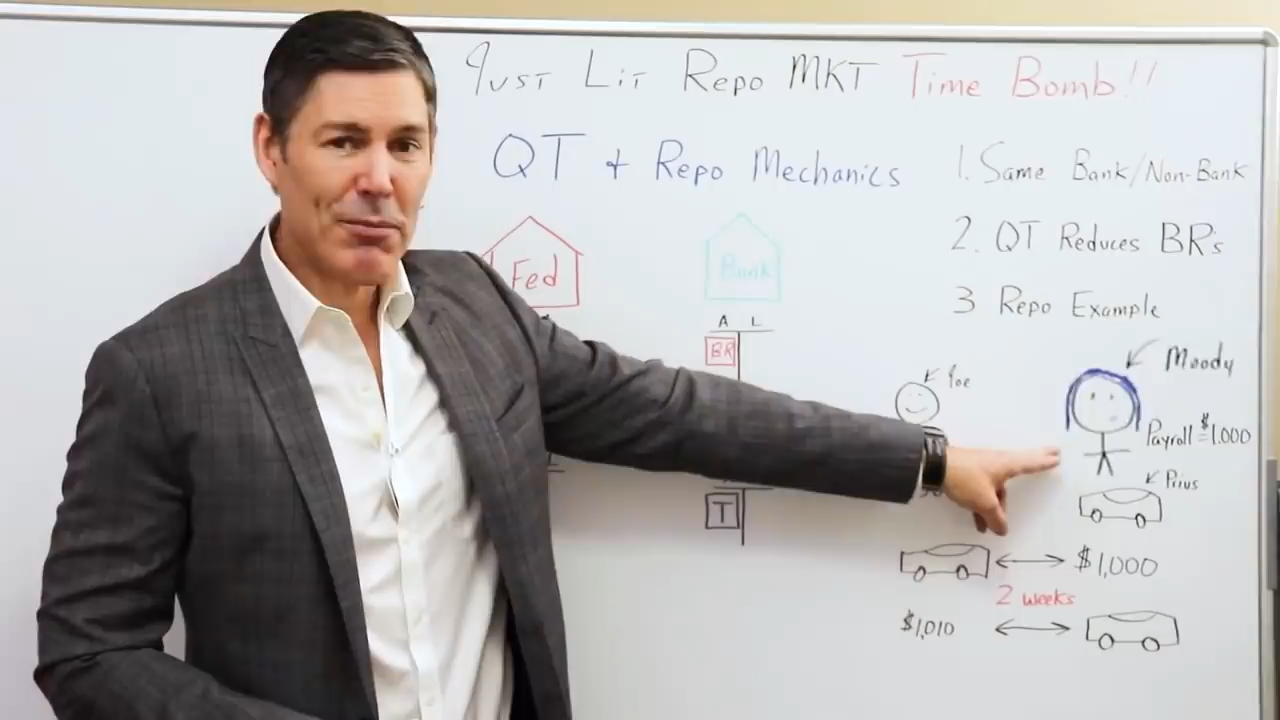 Just Lit Repo MKT Time Bomb!!
QT + Repo Mechanics
1. Same Bank/Non-Bank
2. QT Reduces BRs
3 Repo Example
Fed
Bank
A L
BR
T
Joe
Moody
Payroll = $1.000
Prius
$1,000
2 weeks
$1,010